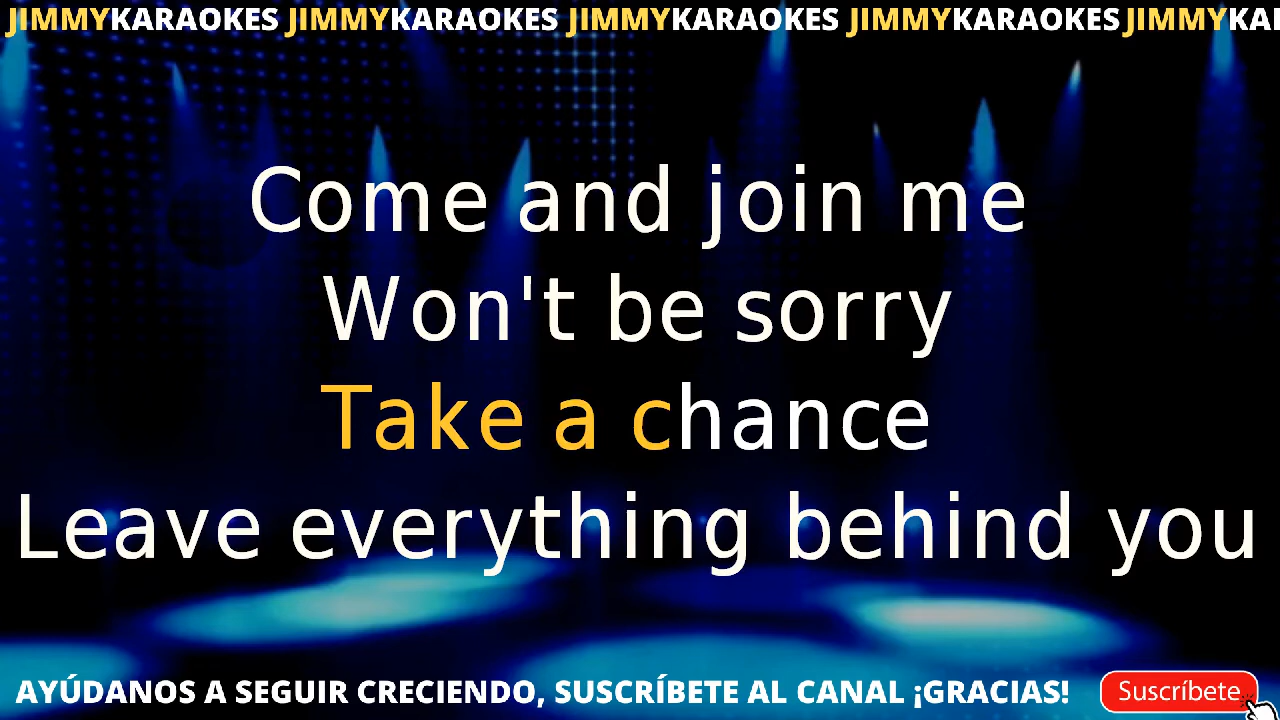 JIMMYKARAOKES JIMMYKARAOKES JIMMYKARAOKES JIMMYKARAOKES JIMMYKAI
Come and join me
Won't be sorry
Take a chance
Leave everything behind you
AYÚDANOS A SEGUIR CRECIENDO, SUSCRÍBETE AL CANAL ¡GRACIAS! Suscríbete